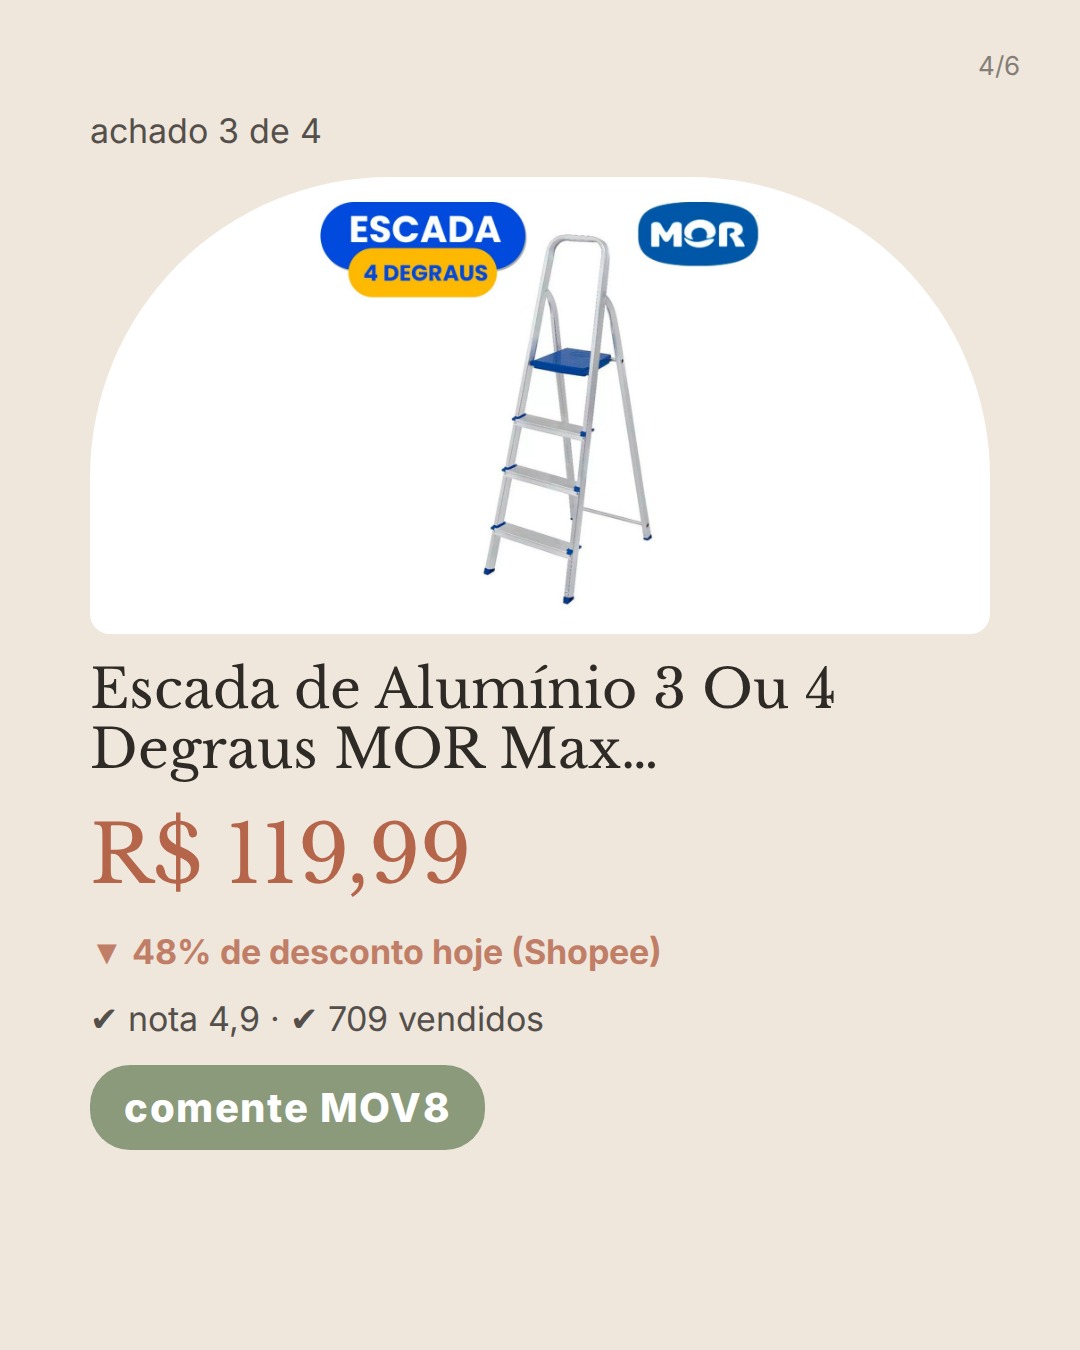 4/6
achado 3 de 4
ESCADA
4 DEGRAUS
MOR
Escada de Alumínio 3 Ou 4
Degraus MOR Max...
R$ 119,99
▼ 48% de desconto hoje (Shopee)
✔ nota 4,9 · ✔ 709 vendidos
comente MOV8